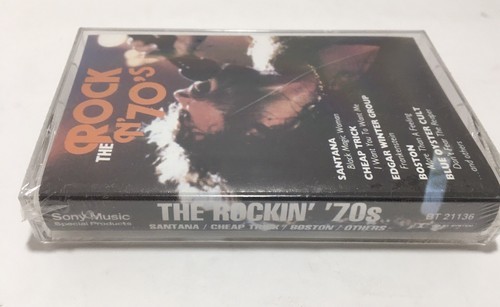 THE
ROCK
N' 70's
SANTANA
Black Magic Woman
CHEAP TRICK
I Want You To Want Me
EDGAR WINTER GROUP
Frankenstein
BOSTON
More Than A Feeling
BLUE OYSTER CULT
Don't Fear The Reaper
and others
Sony Music
Special Products
THE ROCKIN' '70s
SANTANA / CHEAP TRICK / BOSTON / OTHERS
BT 21136